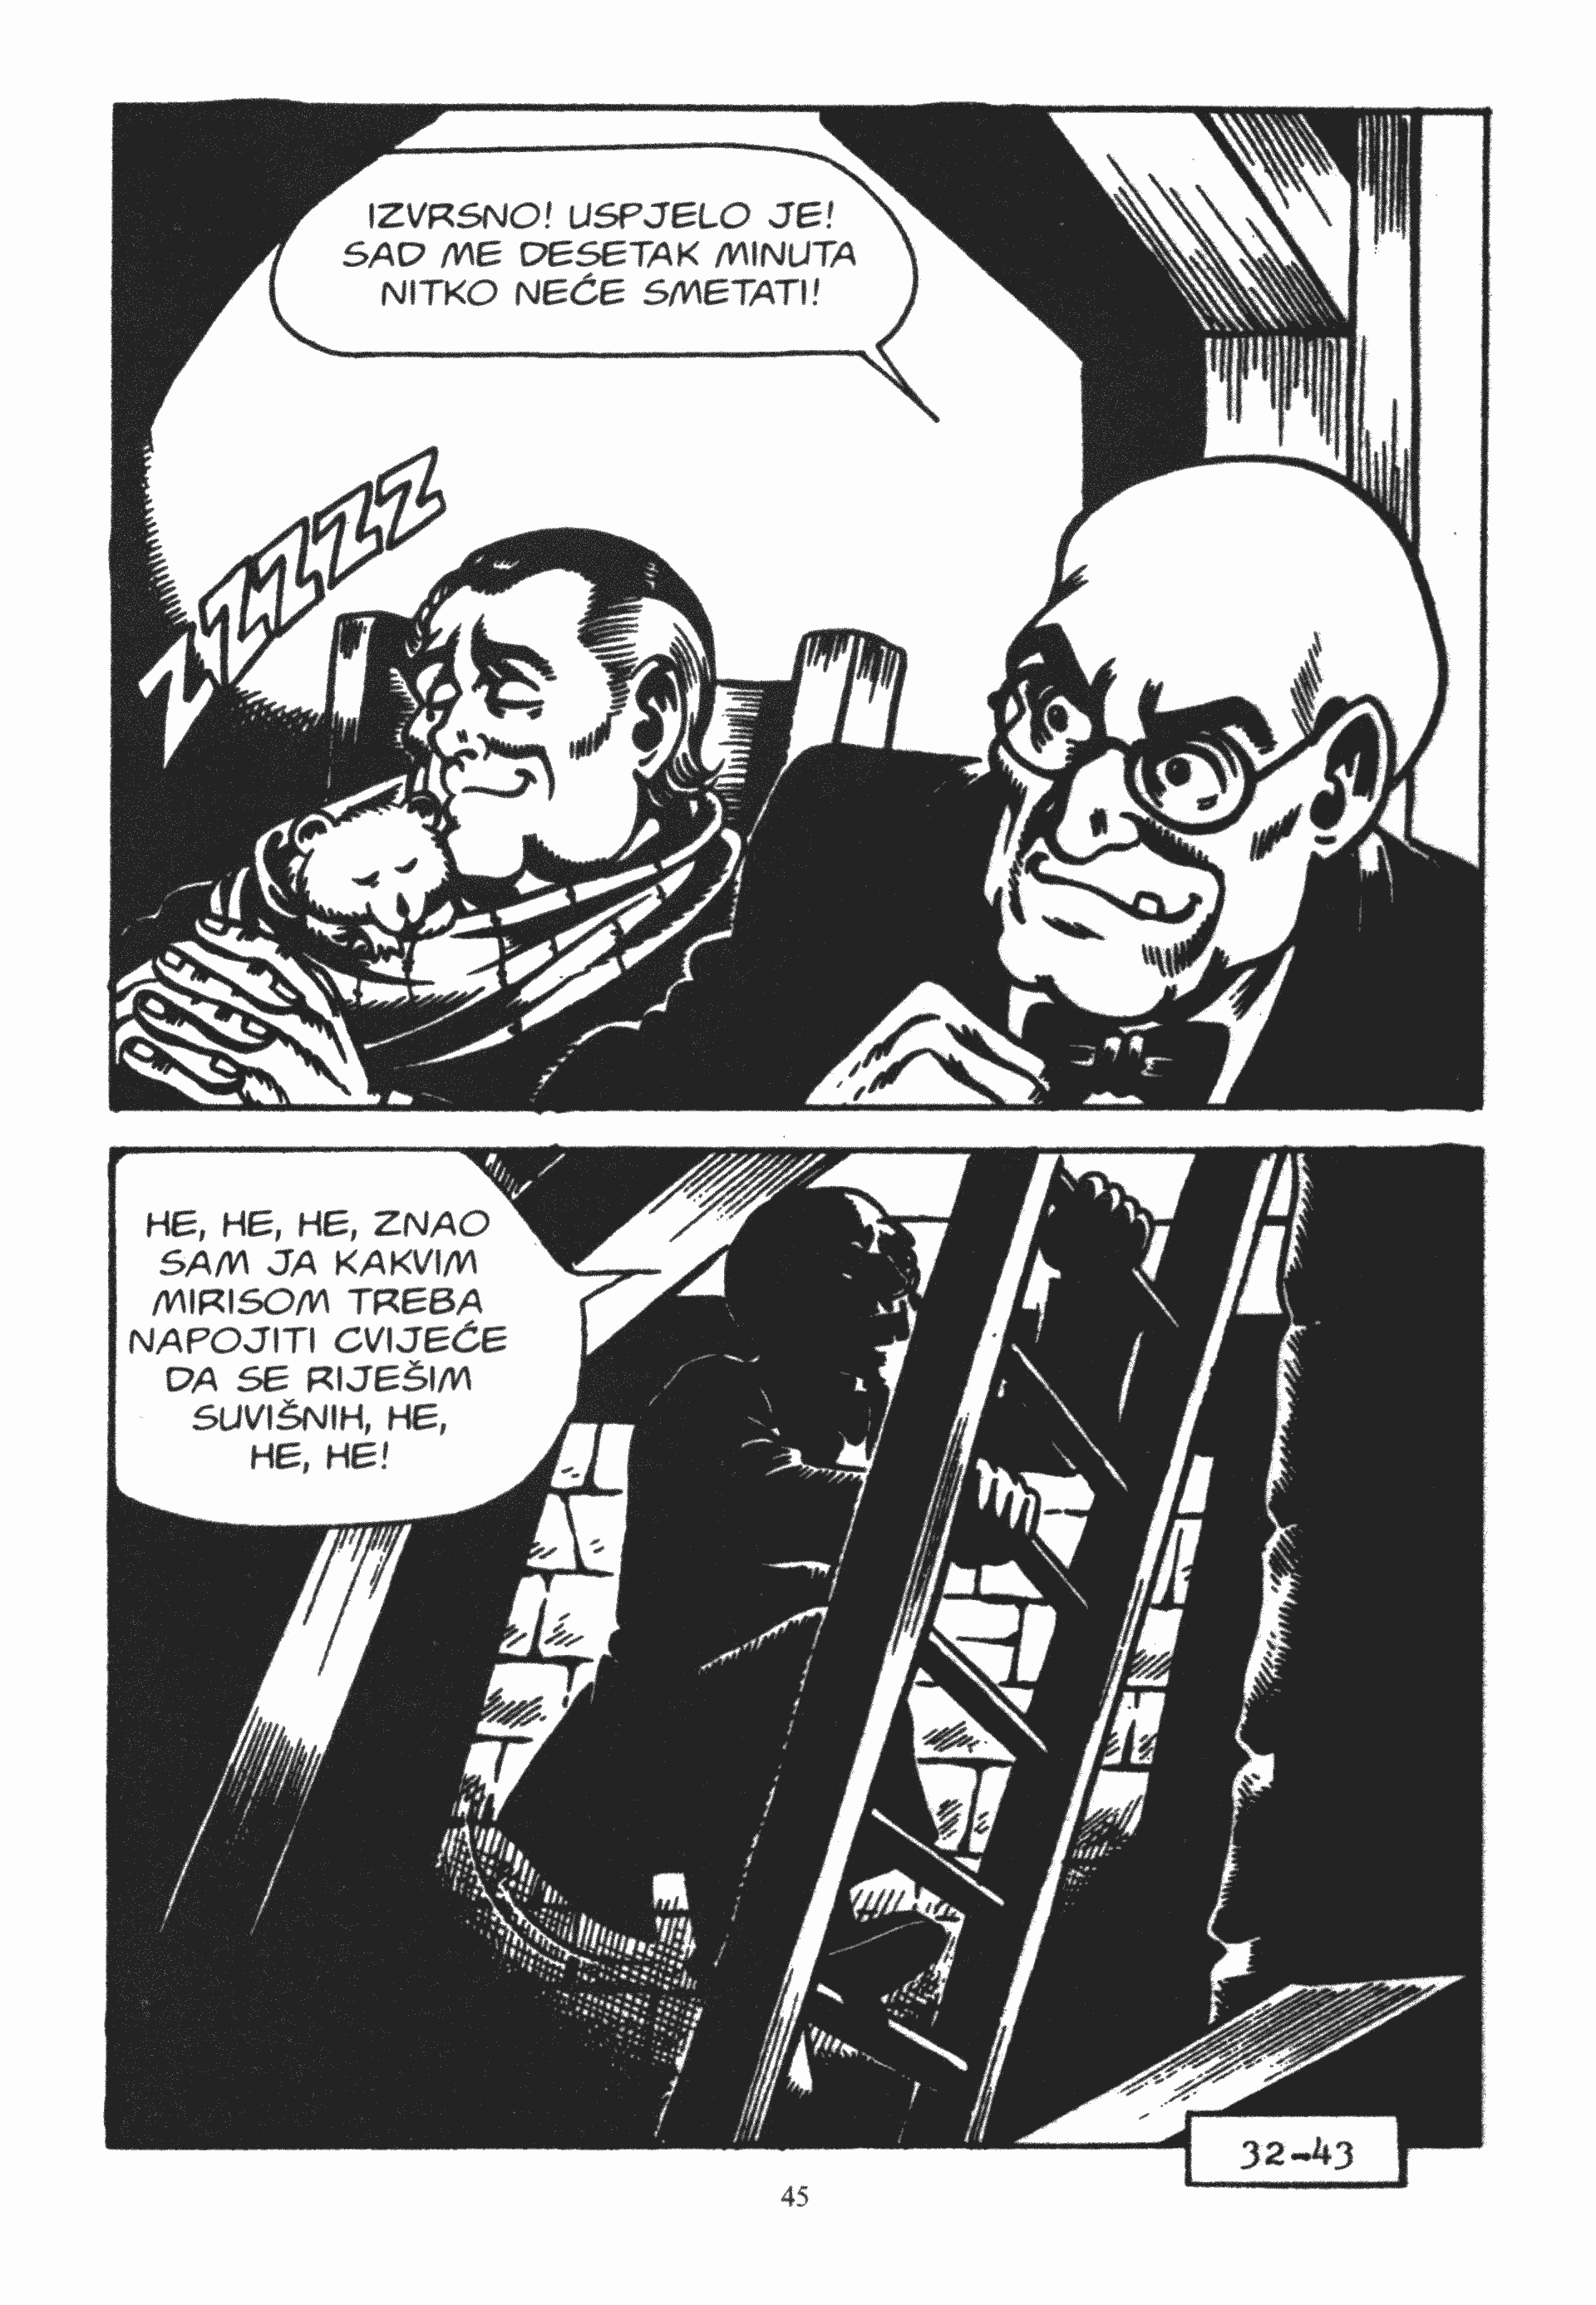 IZVRSNO! USPJELO JE!
SAD ME DESETAK MINUTA
NITKO NEĆE SMETATI!
ZZZZZZ
HE, HE, HE, ZNAO
SAM JA KAKVIM
MIRISOM TREBA
NAPOJITI CVIJEĆE
DA SE RIJEŠIM
SUVIŠNIH, HE,
HE, HE!
32-43
45